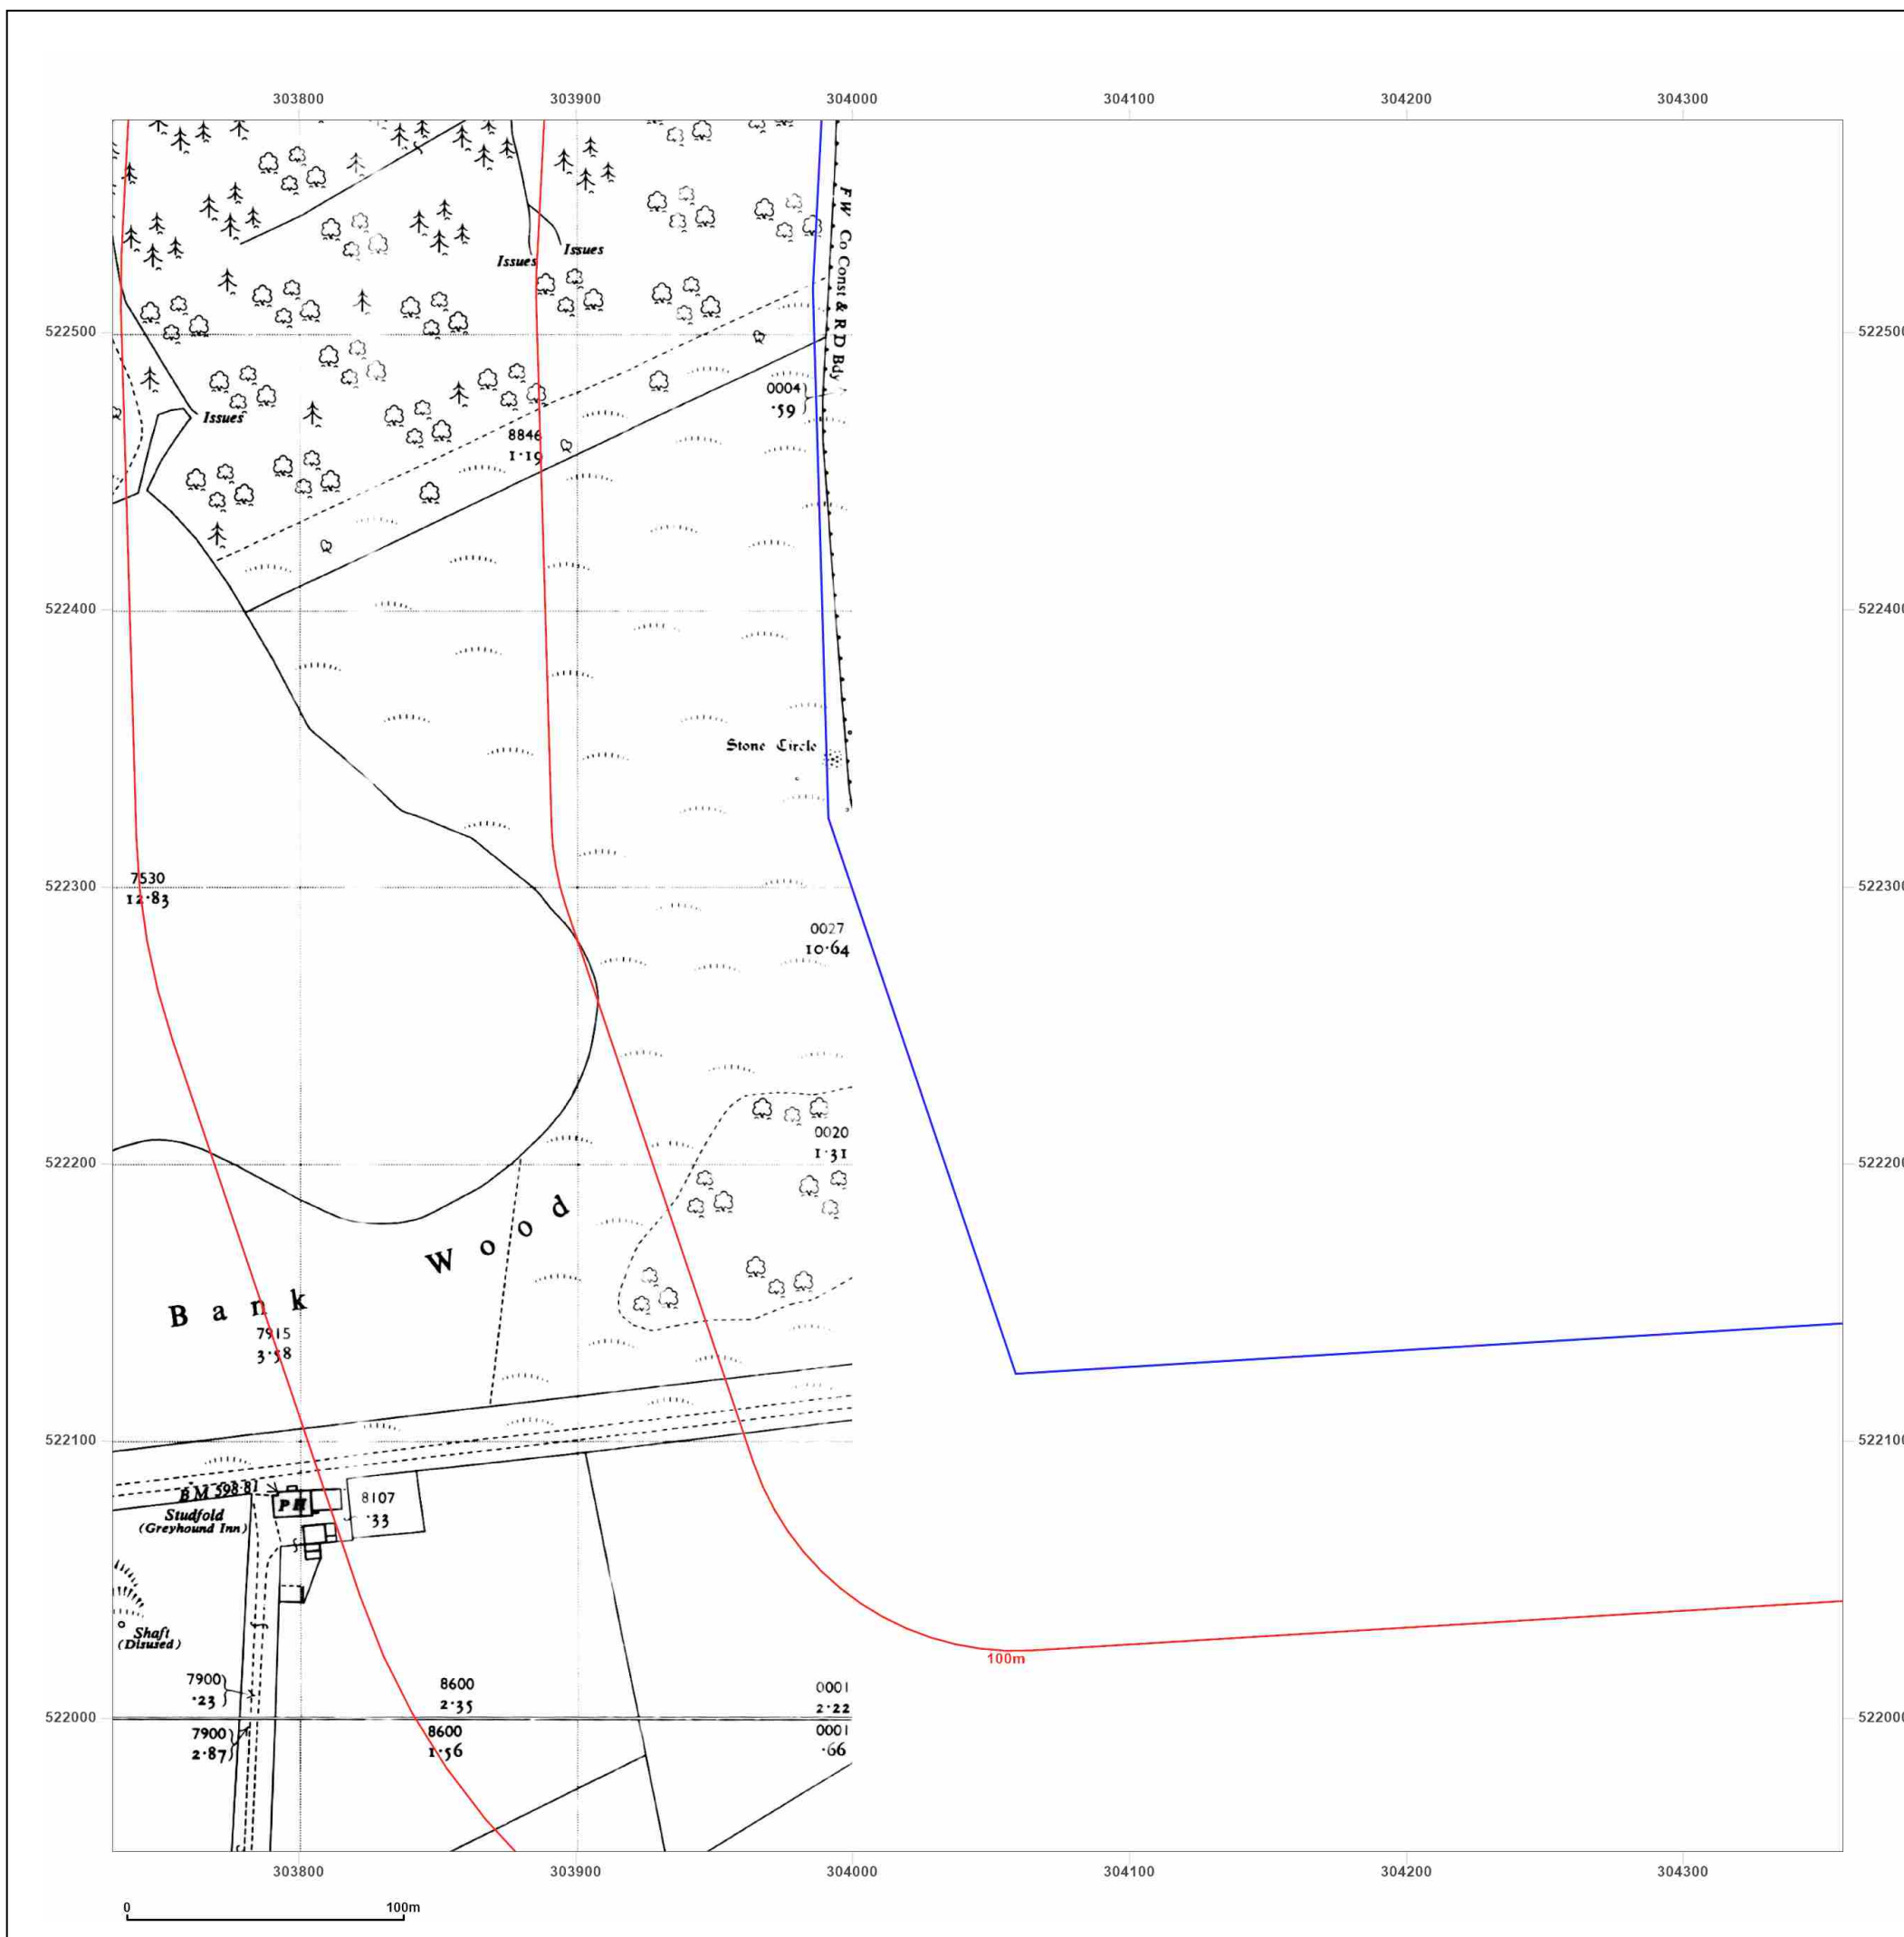 303800 303900 304000 304100 304200 304300
F W
Co Const & R D Bdy
Issues
Issues
522500 522500
0004
·59
Issues
8846
1·19
522400 522400
Stone Circle
7530
12·83
522300 522300
0027
10·64
0020
1·31
522200 522200
Bank Wood
7915
3·58
522100 522100
BM 598·81
PH
8107
·33
Studfold
(Greyhound Inn)
Shaft
(Disused)
100m
7900
·23
8600
2·35
0001
2·22
522000 522000
7900
2·87
8600
1·56
0001
·66
303800 303900 304000 304100 304200 304300
0 100m